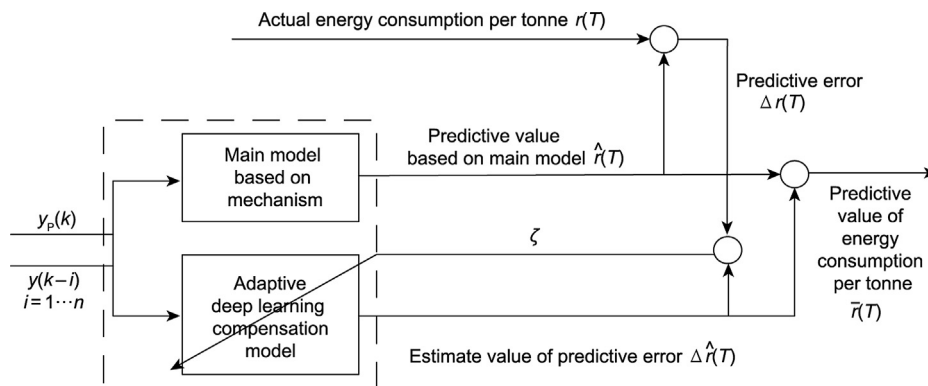 Actual energy consumption per tonne r(T)
Predictive error
Δ r(T)
Main model
based on
mechanism
Predictive value
based on main model r̂(T)
y_P(k)
y(k−i)
i=1⋯n
ζ
Adaptive
deep learning
compensation
model
Predictive
value of
energy
consumption
per tonne
r̄(T)
Estimate value of predictive error Δr̂(T)